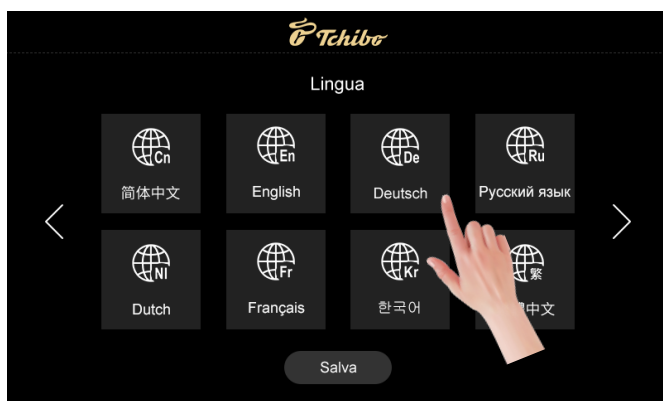 Tchibo
Lingua
Cn
En
De
Ru
简体中文
English
Deutsch
Русский язык
Nl
Fr
Kr
繁
Dutch
Français
한국어
中文
Salva